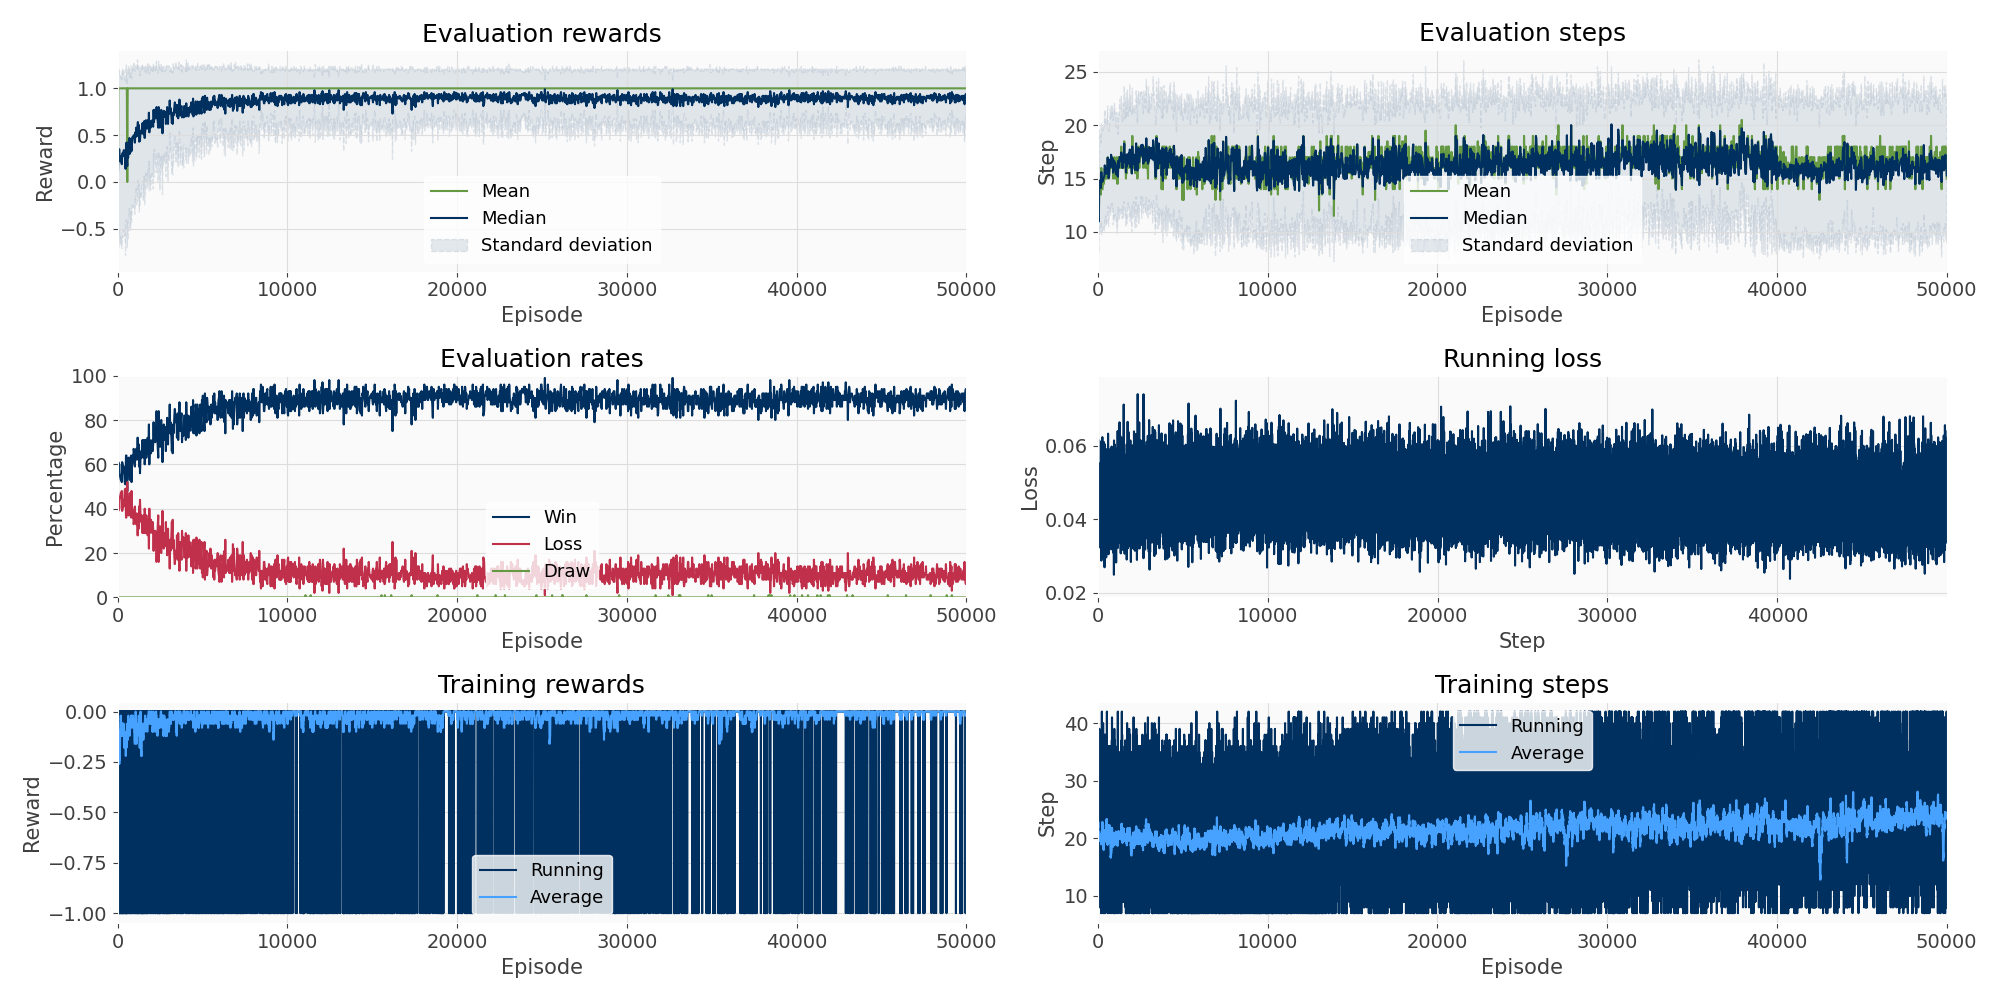 Evaluation rewards
1.0
0.5
0.0
−0.5
Reward
Mean
Median
Standard deviation
0 10000 20000 30000 40000 50000
Episode
Evaluation steps
25
20
15
10
Step
Mean
Median
Standard deviation
0 10000 20000 30000 40000 50000
Episode
Evaluation rates
100
80
60
40
20
0
Percentage
Win
Loss
Draw
0 10000 20000 30000 40000 50000
Episode
Running loss
0.06
0.04
0.02
Loss
0 10000 20000 30000 40000
Step
Training rewards
0.00
−0.25
−0.50
−0.75
−1.00
Reward
Running
Average
0 10000 20000 30000 40000 50000
Episode
Training steps
40
30
20
10
Step
Running
Average
0 10000 20000 30000 40000 50000
Episode